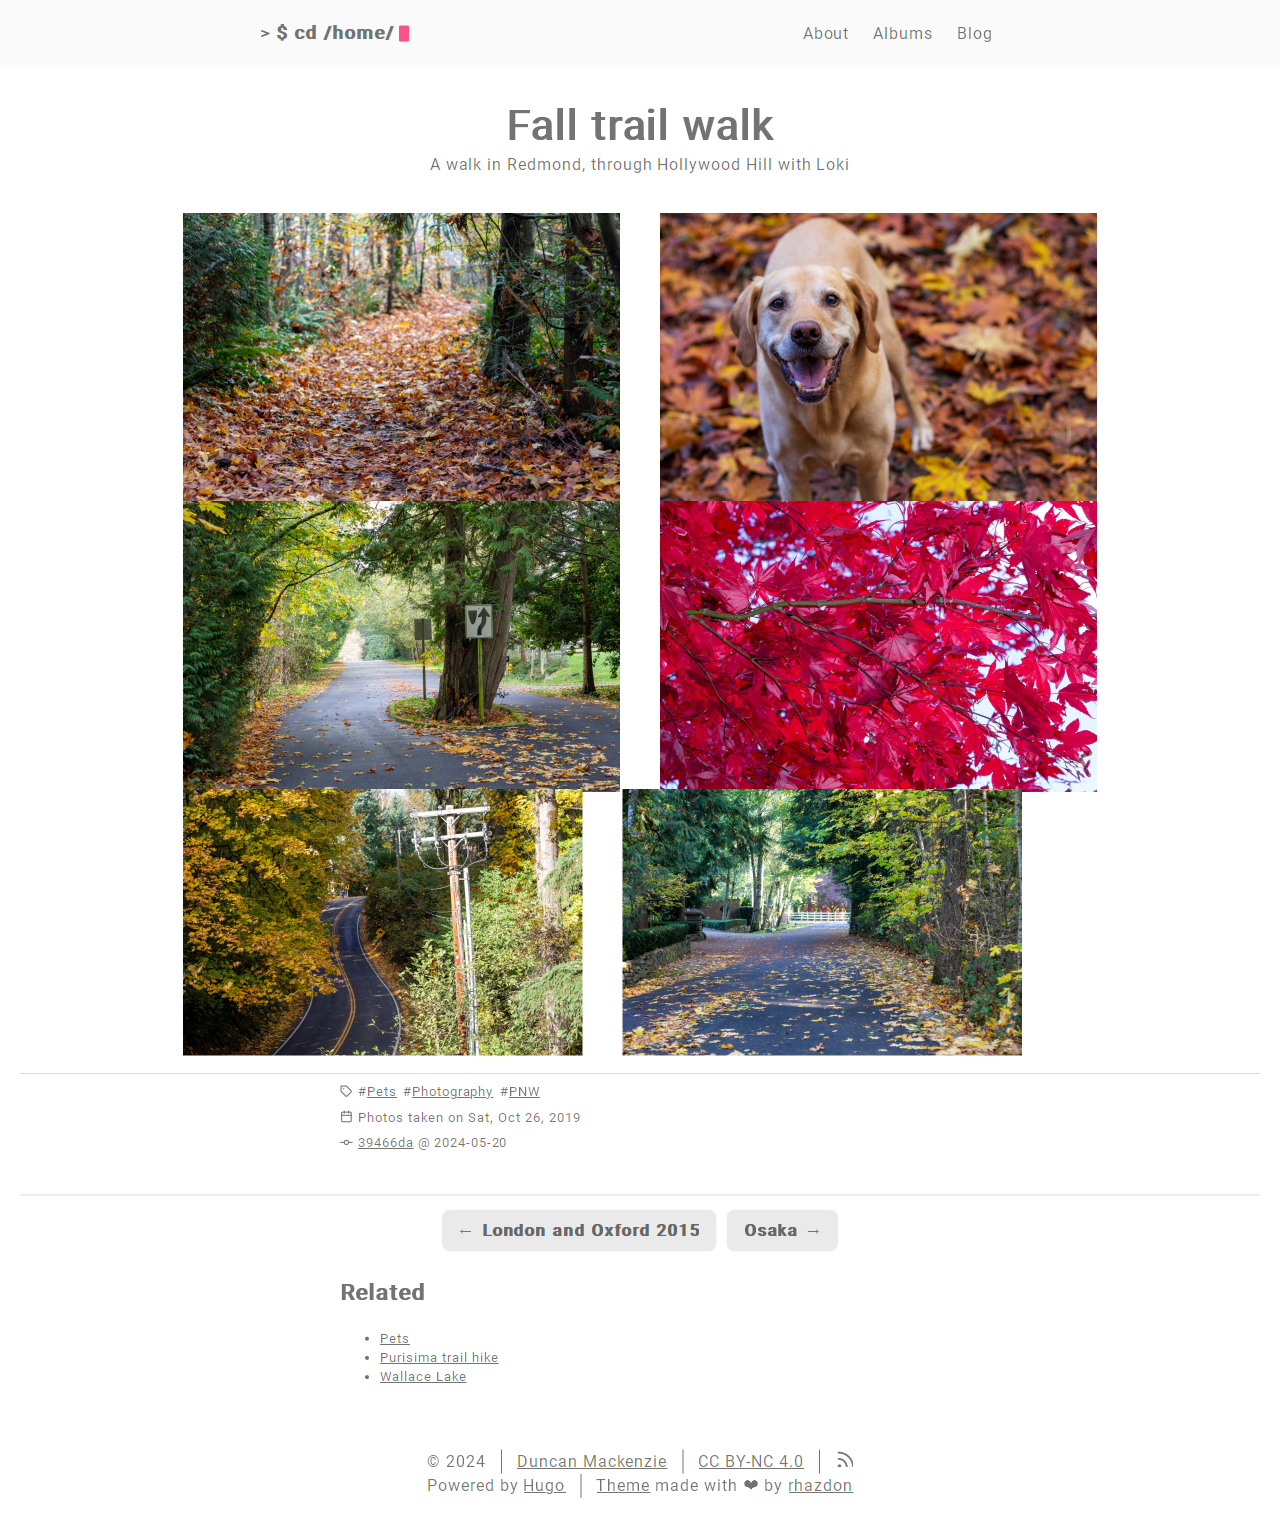 > $ cd /home/
About Albums Blog
Fall trail walk
A walk in Redmond, through Hollywood Hill with Loki
#Pets #Photography #PNW
Photos taken on Sat, Oct 26, 2019
39466da @ 2024-05-20
← London and Oxford 2015 Osaka →
Related
• Pets
• Purisima trail hike
• Wallace Lake
© 2024 Duncan Mackenzie CC BY-NC 4.0
Powered by Hugo Theme made with ❤ by rhazdon